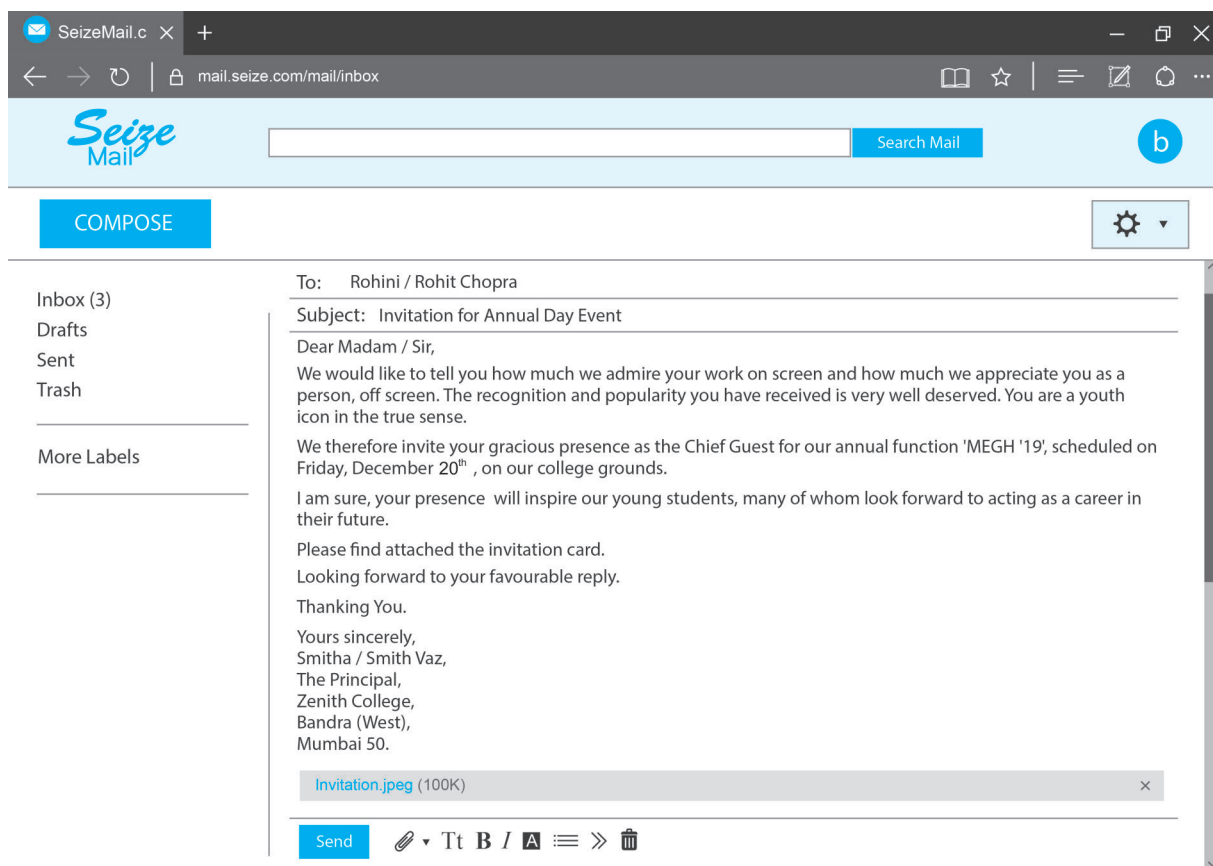 SeizeMail.c
mail.seize.com/mail/inbox
Seize
Mail
Search Mail
b
COMPOSE
Inbox (3)
Drafts
Sent
Trash
More Labels
To: Rohini / Rohit Chopra
Subject: Invitation for Annual Day Event
Dear Madam / Sir,
We would like to tell you how much we admire your work on screen and how much we appreciate you as a
person, off screen. The recognition and popularity you have received is very well deserved. You are a youth
icon in the true sense.
We therefore invite your gracious presence as the Chief Guest for our annual function 'MEGH '19', scheduled on
Friday, December 20th , on our college grounds.
I am sure, your presence will inspire our young students, many of whom look forward to acting as a career in
their future.
Please find attached the invitation card.
Looking forward to your favourable reply.
Thanking You.
Yours sincerely,
Smitha / Smith Vaz,
The Principal,
Zenith College,
Bandra (West),
Mumbai 50.
Invitation.jpeg (100K)
Send Tt B I A